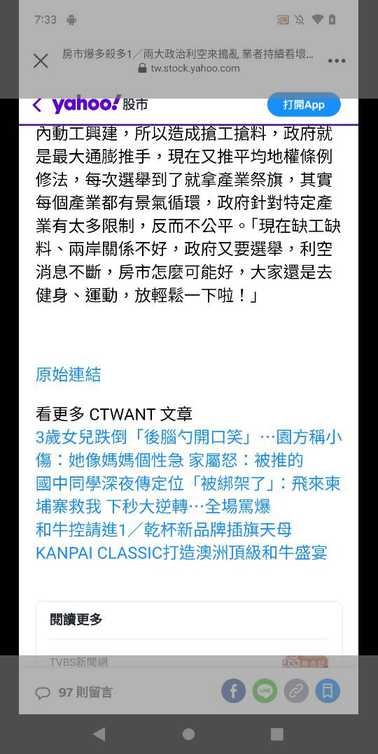 7:33
房市爆多殺多1／兩大政治利空來搗亂 業者持續看壞...
tw.stock.yahoo.com
yahoo!股市
打開App
內動工興建，所以造成搶工搶料，政府就
是最大通膨推手，現在又推平均地權條例
修法，每次選舉到了就拿產業祭旗，其實
每個產業都有景氣循環，政府針對特定產
業有太多限制，反而不公平。「現在缺工缺
料、兩岸關係不好，政府又要選舉，利空
消息不斷，房市怎麼可能好，大家還是去
健身、運動，放輕鬆一下啦！」
原始連結
看更多 CTWANT 文章
3歲女兒跌倒「後腦勺開口笑」…園方稱小
傷：她像媽媽個性急 家屬怒：被推的
國中同學深夜傳定位「被綁架了」：飛來柬
埔寨救我 下秒大逆轉…全場罵爆
和牛控請進1／乾杯新品牌插旗天母
KANPAI CLASSIC打造澳洲頂級和牛盛宴
閱讀更多
TVBS新聞網
97 則留言